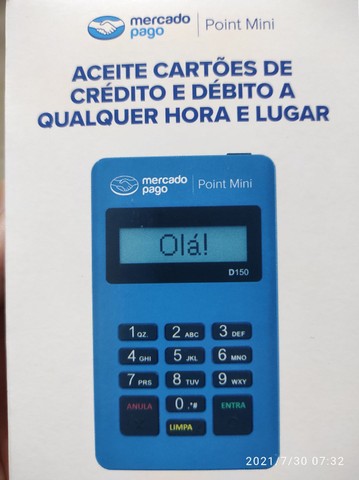 mercado pago | Point Mini
ACEITE CARTÕES DE
CRÉDITO E DÉBITO A
QUALQUER HORA E LUGAR
mercado pago | Point Mini
Olá!
D150
1 QZ 2 ABC 3 DEF
4 GHI 5 JKL 6 MNO
7 PRS 8 TUV 9 WXY
ANULA 0 .*# ENTRA
LIMPA
2021/7/30 07:32